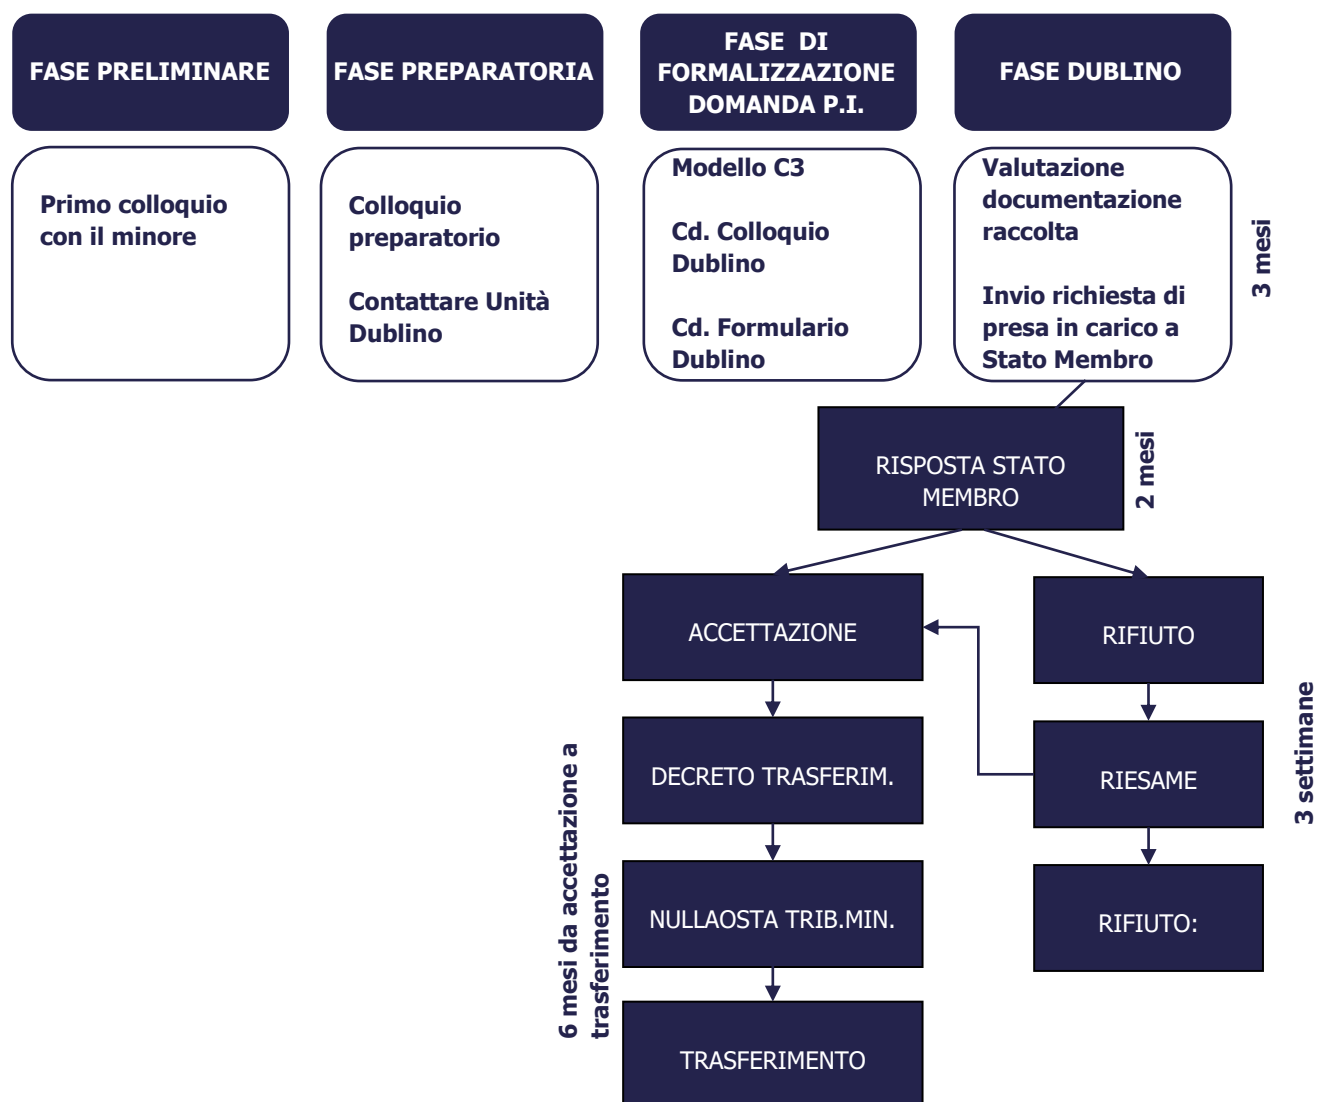 FASE PRELIMINARE
FASE PREPARATORIA
FASE DI
FORMALIZZAZIONE
DOMANDA P.I.
FASE DUBLINO
Primo colloquio
con il minore
Colloquio
preparatorio
Contattare Unità
Dublino
Modello C3
Cd. Colloquio
Dublino
Cd. Formulario
Dublino
Valutazione
documentazione
raccolta
Invio richiesta di
presa in carico a
Stato Membro
3 mesi
RISPOSTA STATO
MEMBRO
2 mesi
ACCETTAZIONE
RIFIUTO
DECRETO TRASFERIM.
RIESAME
3 settimane
NULLAOSTA TRIB.MIN.
RIFIUTO:
6 mesi da accettazione a
trasferimento
TRASFERIMENTO